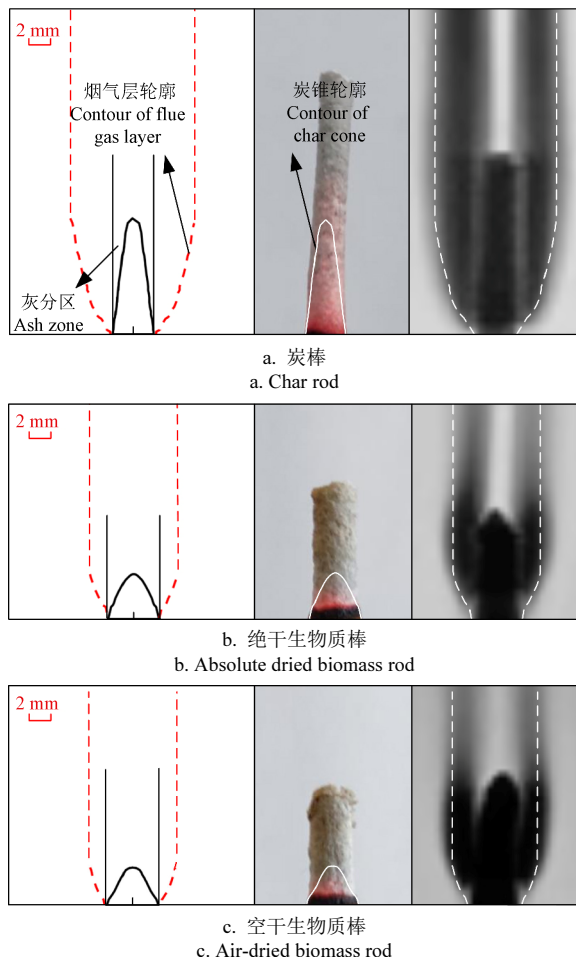 2 mm
烟气层轮廓
Contour of flue
gas layer
灰分区
Ash zone
炭锥轮廓
Contour of
char cone
a. 炭棒
a. Char rod
2 mm
b. 绝干生物质棒
b. Absolute dried biomass rod
2 mm
c. 空干生物质棒
c. Air-dried biomass rod